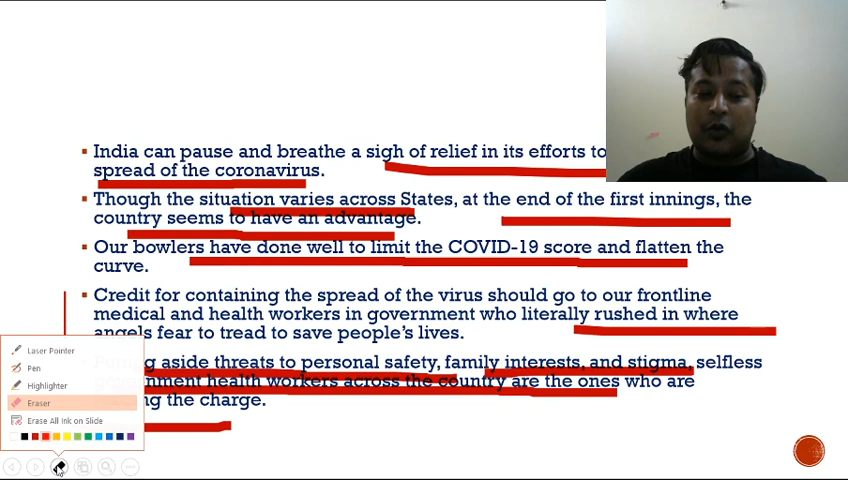 India can pause and breathe a sigh of relief in its efforts to
spread of the coronavirus.
Though the situation varies across States, at the end of the first innings, the
country seems to have an advantage.
Our bowlers have done well to limit the COVID-19 score and flatten the
curve.
Credit for containing the spread of the virus should go to our frontline
medical and health workers in government who literally rushed in where
angels fear to tread to save people's lives.
aside threats to personal safety, family interests, and stigma, selfless
health workers across the country are the ones who are
the charge.
Laser Pointer
Pen
Highlighter
Eraser
Erase All Ink on Slide